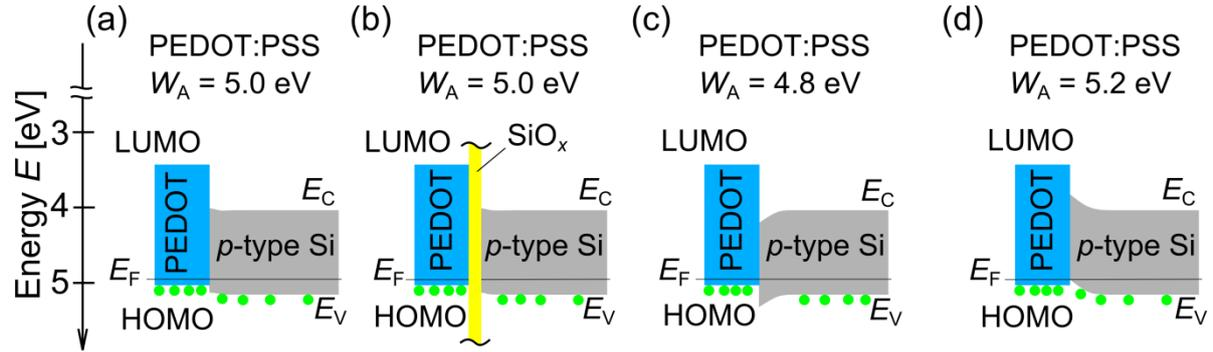 (a)
PEDOT:PSS
W_A = 5.0 eV
LUMO
PEDOT
E_C
p-type Si
E_F
HOMO
E_V
(b)
PEDOT:PSS
W_A = 5.0 eV
SiO_x
LUMO
PEDOT
E_C
p-type Si
E_F
HOMO
E_V
(c)
PEDOT:PSS
W_A = 4.8 eV
LUMO
PEDOT
E_C
p-type Si
E_F
HOMO
E_V
(d)
PEDOT:PSS
W_A = 5.2 eV
LUMO
PEDOT
E_C
p-type Si
E_F
HOMO
E_V
Energy E [eV]
3
4
5